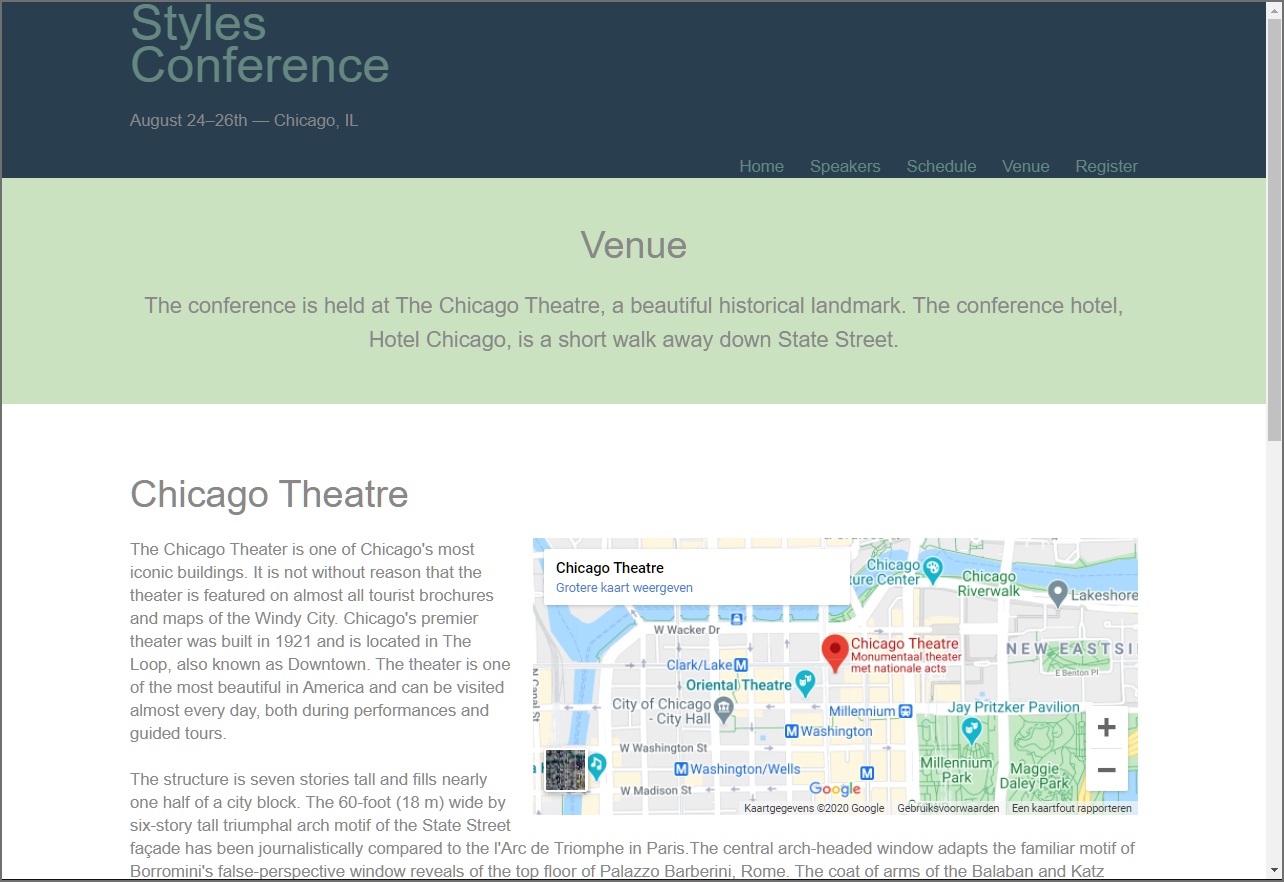 Styles
Conference
August 24–26th — Chicago, IL
Home Speakers Schedule Venue Register
Venue
The conference is held at The Chicago Theatre, a beautiful historical landmark. The conference hotel,
Hotel Chicago, is a short walk away down State Street.
Chicago Theatre
The Chicago Theater is one of Chicago's most
iconic buildings. It is not without reason that the
theater is featured on almost all tourist brochures
and maps of the Windy City. Chicago's premier
theater was built in 1921 and is located in The
Loop, also known as Downtown. The theater is one
of the most beautiful in America and can be visited
almost every day, both during performances and
guided tours.
The structure is seven stories tall and fills nearly
one half of a city block. The 60-foot (18 m) wide by
six-story tall triumphal arch motif of the State Street
façade has been journalistically compared to the l'Arc de Triomphe in Paris.The central arch-headed window adapts the familiar motif of
Borromini's false-perspective window reveals of the top floor of Palazzo Barberini, Rome. The coat of arms of the Balaban and Katz
Chicago Theatre
Grotere kaart weergeven
Chicago
ture Center
Chicago
Riverwalk
Lakeshore
W Wacker Dr
Chicago Theatre
Monumentaal theater
met nationale acts
NEW EASTSI
E Benton Pl
Clark/Lake M
Oriental Theatre
N Canal St
City of Chicago
- City Hall
Millennium
Jay Pritzker Pavilion
M Washington
W Washington St
M Washington/Wells
M
Millennium
Park
Maggie
Daley Park
W Madison St
Google
+
−
Kaartgegevens ©2020 Google Gebruiksvoorwaarden Een kaartfout rapporteren